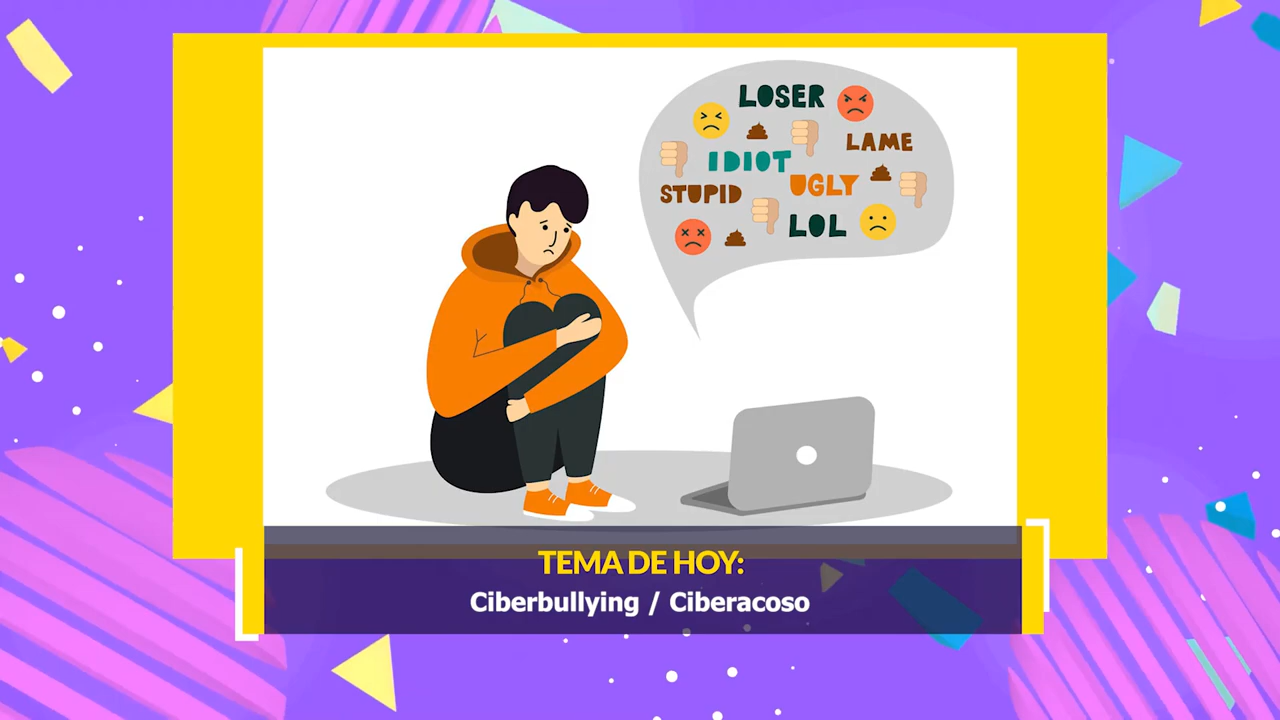 LOSER
LAME
IDIOT
UGLY
STUPID
LOL
TEMA DE HOY:
Ciberbullying / Ciberacoso